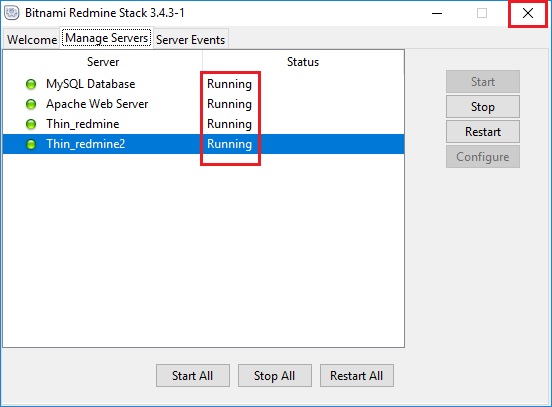 Bitnami Redmine Stack 3.4.3-1
Welcome Manage Servers Server Events
Server Status
MySQL Database Running
Apache Web Server Running
Thin_redmine Running
Thin_redmine2 Running
Start
Stop
Restart
Configure
Start All Stop All Restart All